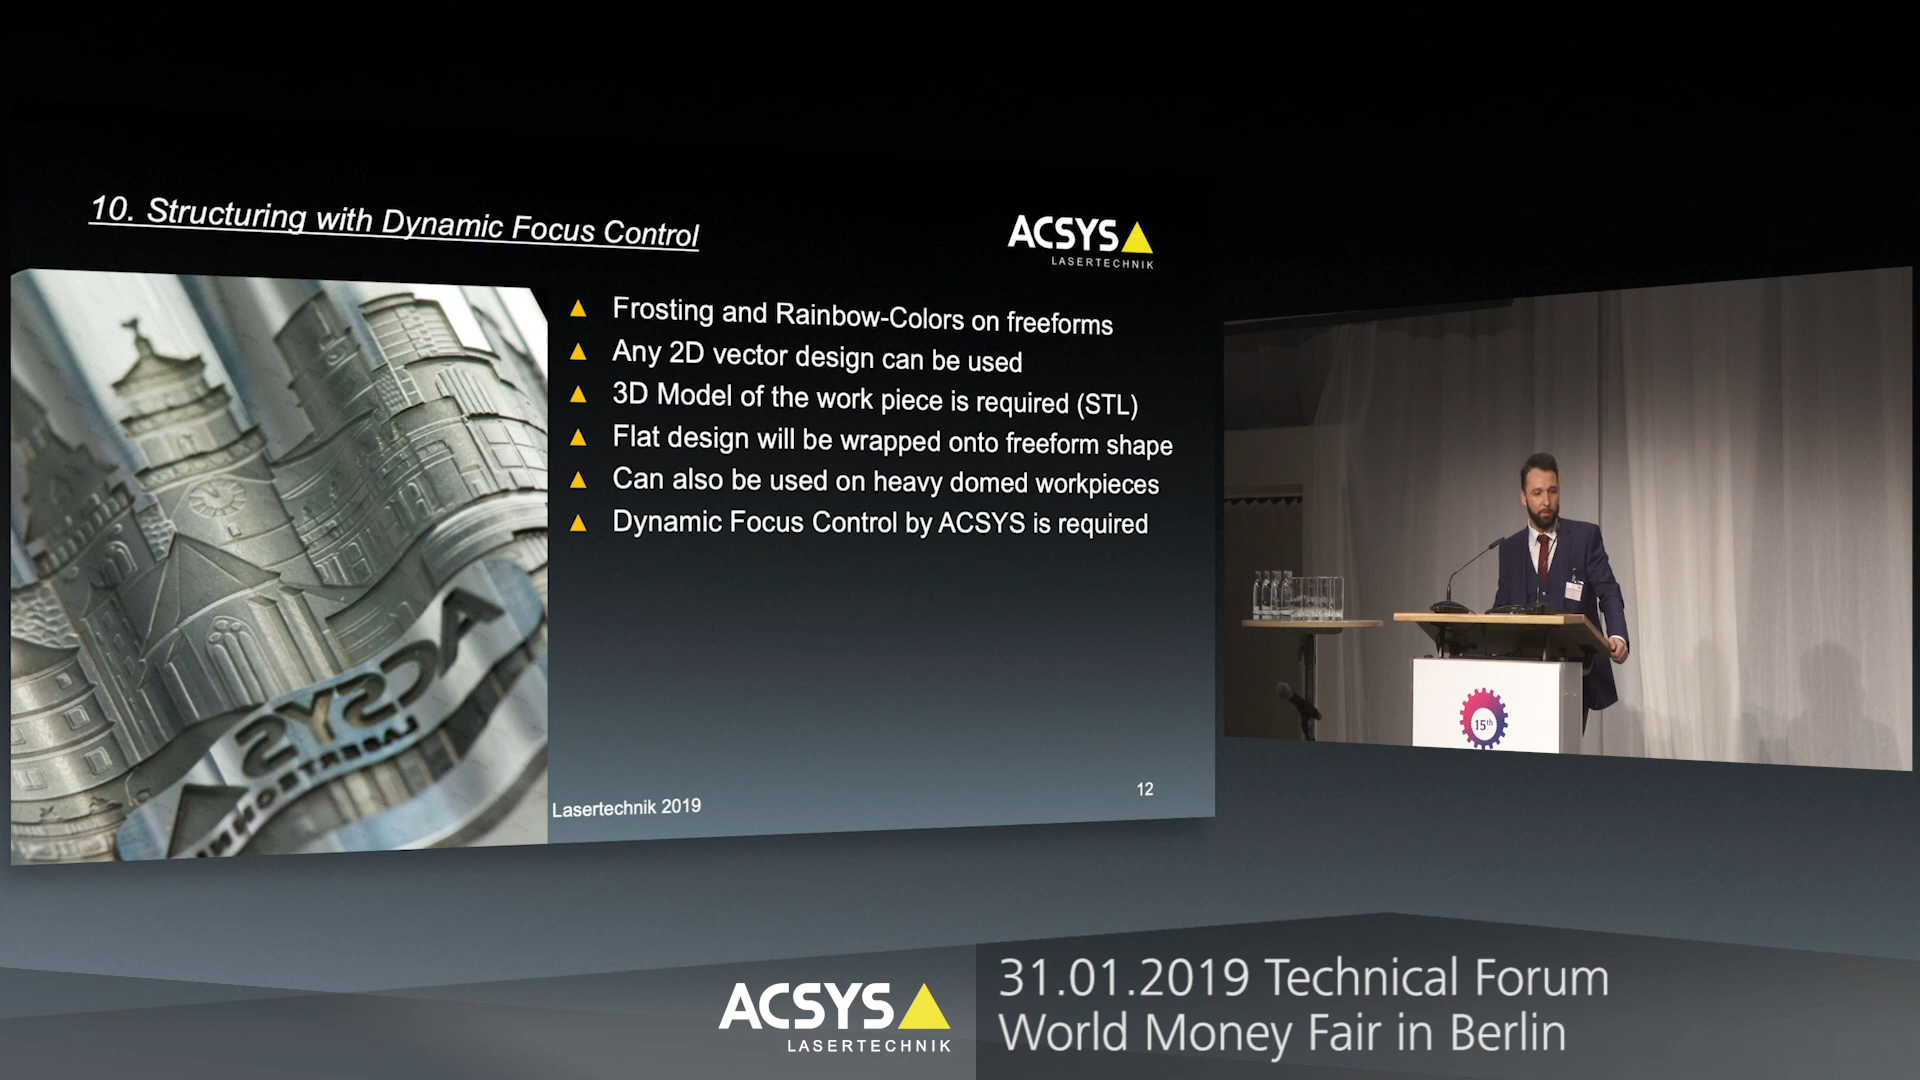 10. Structuring with Dynamic Focus Control
ACSYS
LASERTECHNIK
Frosting and Rainbow-Colors on freeforms
Any 2D vector design can be used
3D Model of the work piece is required (STL)
Flat design will be wrapped onto freeform shape
Can also be used on heavy domed workpieces
Dynamic Focus Control by ACSYS is required
ACSYS
LASERTECHNIK
Lasertechnik 2019
12
15th
ACSYS
LASERTECHNIK
31.01.2019 Technical Forum
World Money Fair in Berlin